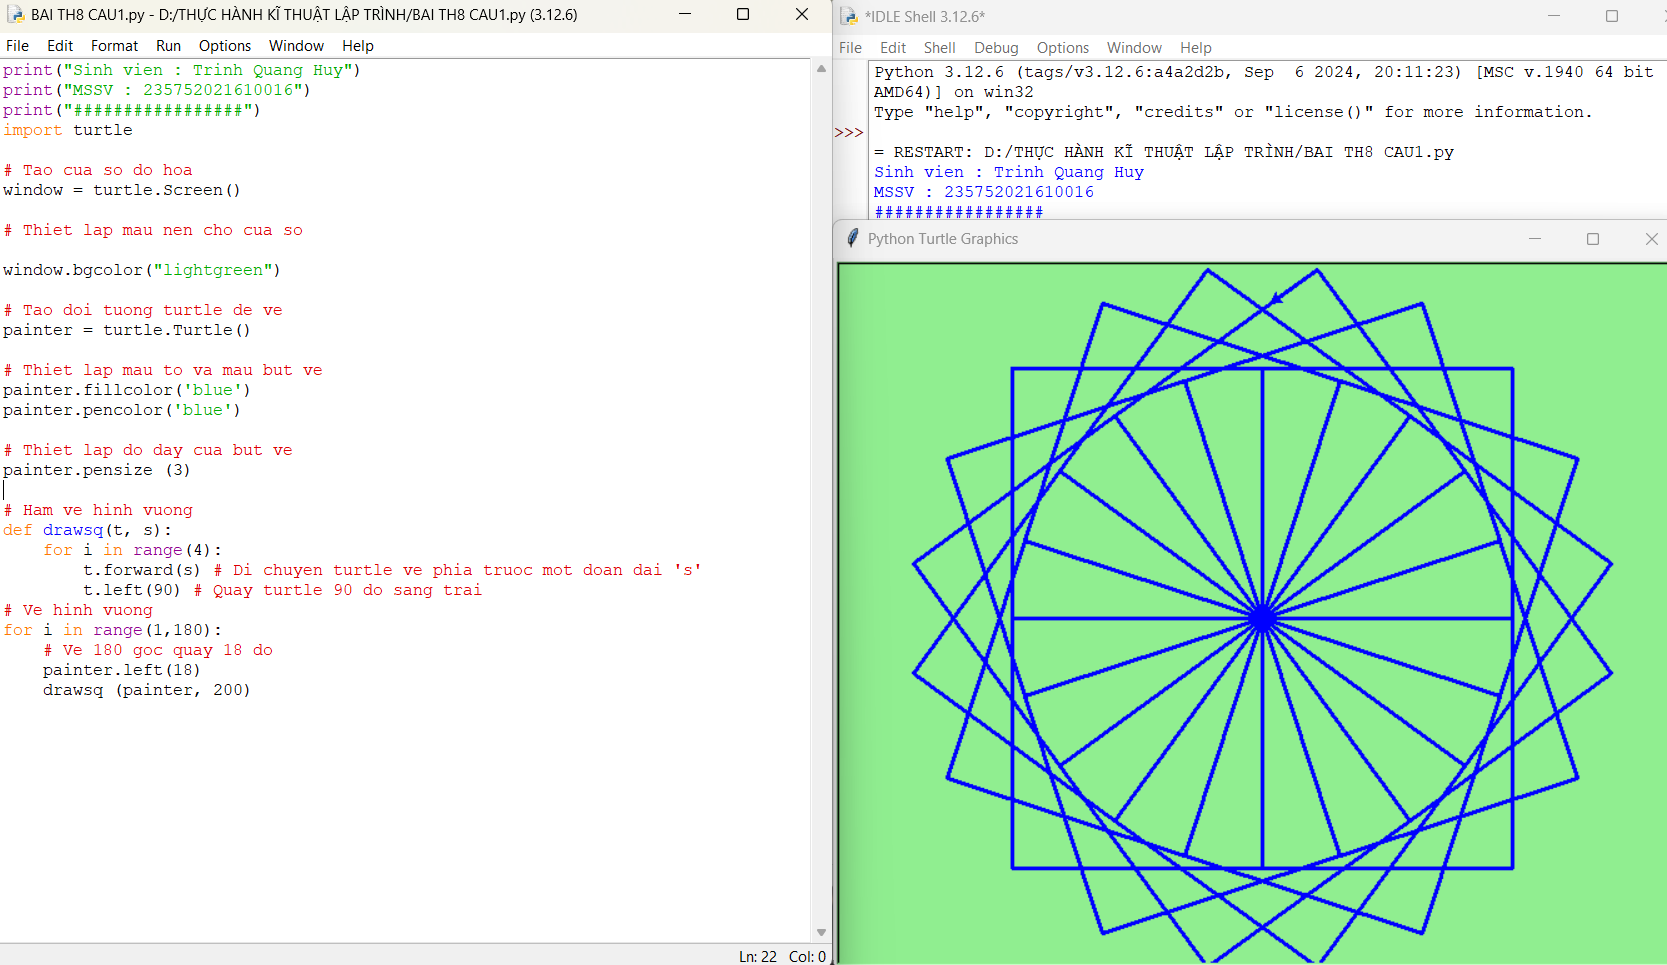 BAI TH8 CAU1.py - D:/THỰC HÀNH KĨ THUẬT LẬP TRÌNH/BAI TH8 CAU1.py (3.12.6)
File Edit Format Run Options Window Help
print("Sinh vien : Trinh Quang Huy")
print("MSSV : 235752021610016")
print("#################")
import turtle
# Tao cua so do hoa
window = turtle.Screen()
# Thiet lap mau nen cho cua so
window.bgcolor("lightgreen")
# Tao doi tuong turtle de ve
painter = turtle.Turtle()
# Thiet lap mau to va mau but ve
painter.fillcolor('blue')
painter.pencolor('blue')
# Thiet lap do day cua but ve
painter.pensize (3)
# Ham ve hinh vuong
def drawsq(t, s):
    for i in range(4):
        t.forward(s) # Di chuyen turtle ve phia truoc mot doan dai 's'
        t.left(90) # Quay turtle 90 do sang trai
# Ve hinh vuong
for i in range(1,180):
    # Ve 180 goc quay 18 do
    painter.left(18)
    drawsq (painter, 200)
Ln: 22 Col: 0
*IDLE Shell 3.12.6*
File Edit Shell Debug Options Window Help
Python 3.12.6 (tags/v3.12.6:a4a2d2b, Sep  6 2024, 20:11:23) [MSC v.1940 64 bit
AMD64)] on win32
Type "help", "copyright", "credits" or "license()" for more information.
>>>
= RESTART: D:/THỰC HÀNH KĨ THUẬT LẬP TRÌNH/BAI TH8 CAU1.py
Sinh vien : Trinh Quang Huy
MSSV : 235752021610016
#################
Python Turtle Graphics